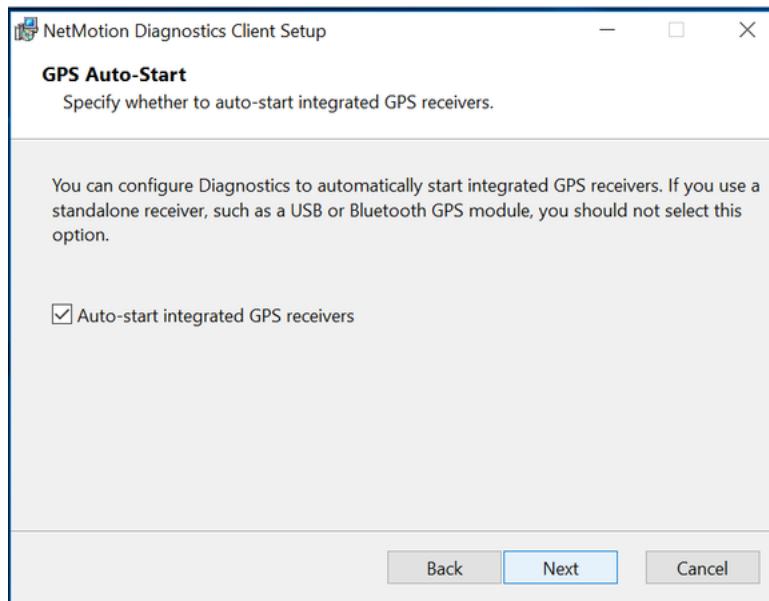 NetMotion Diagnostics Client Setup
GPS Auto-Start
Specify whether to auto-start integrated GPS receivers.
You can configure Diagnostics to automatically start integrated GPS receivers. If you use a
standalone receiver, such as a USB or Bluetooth GPS module, you should not select this
option.
Auto-start integrated GPS receivers
Back Next Cancel